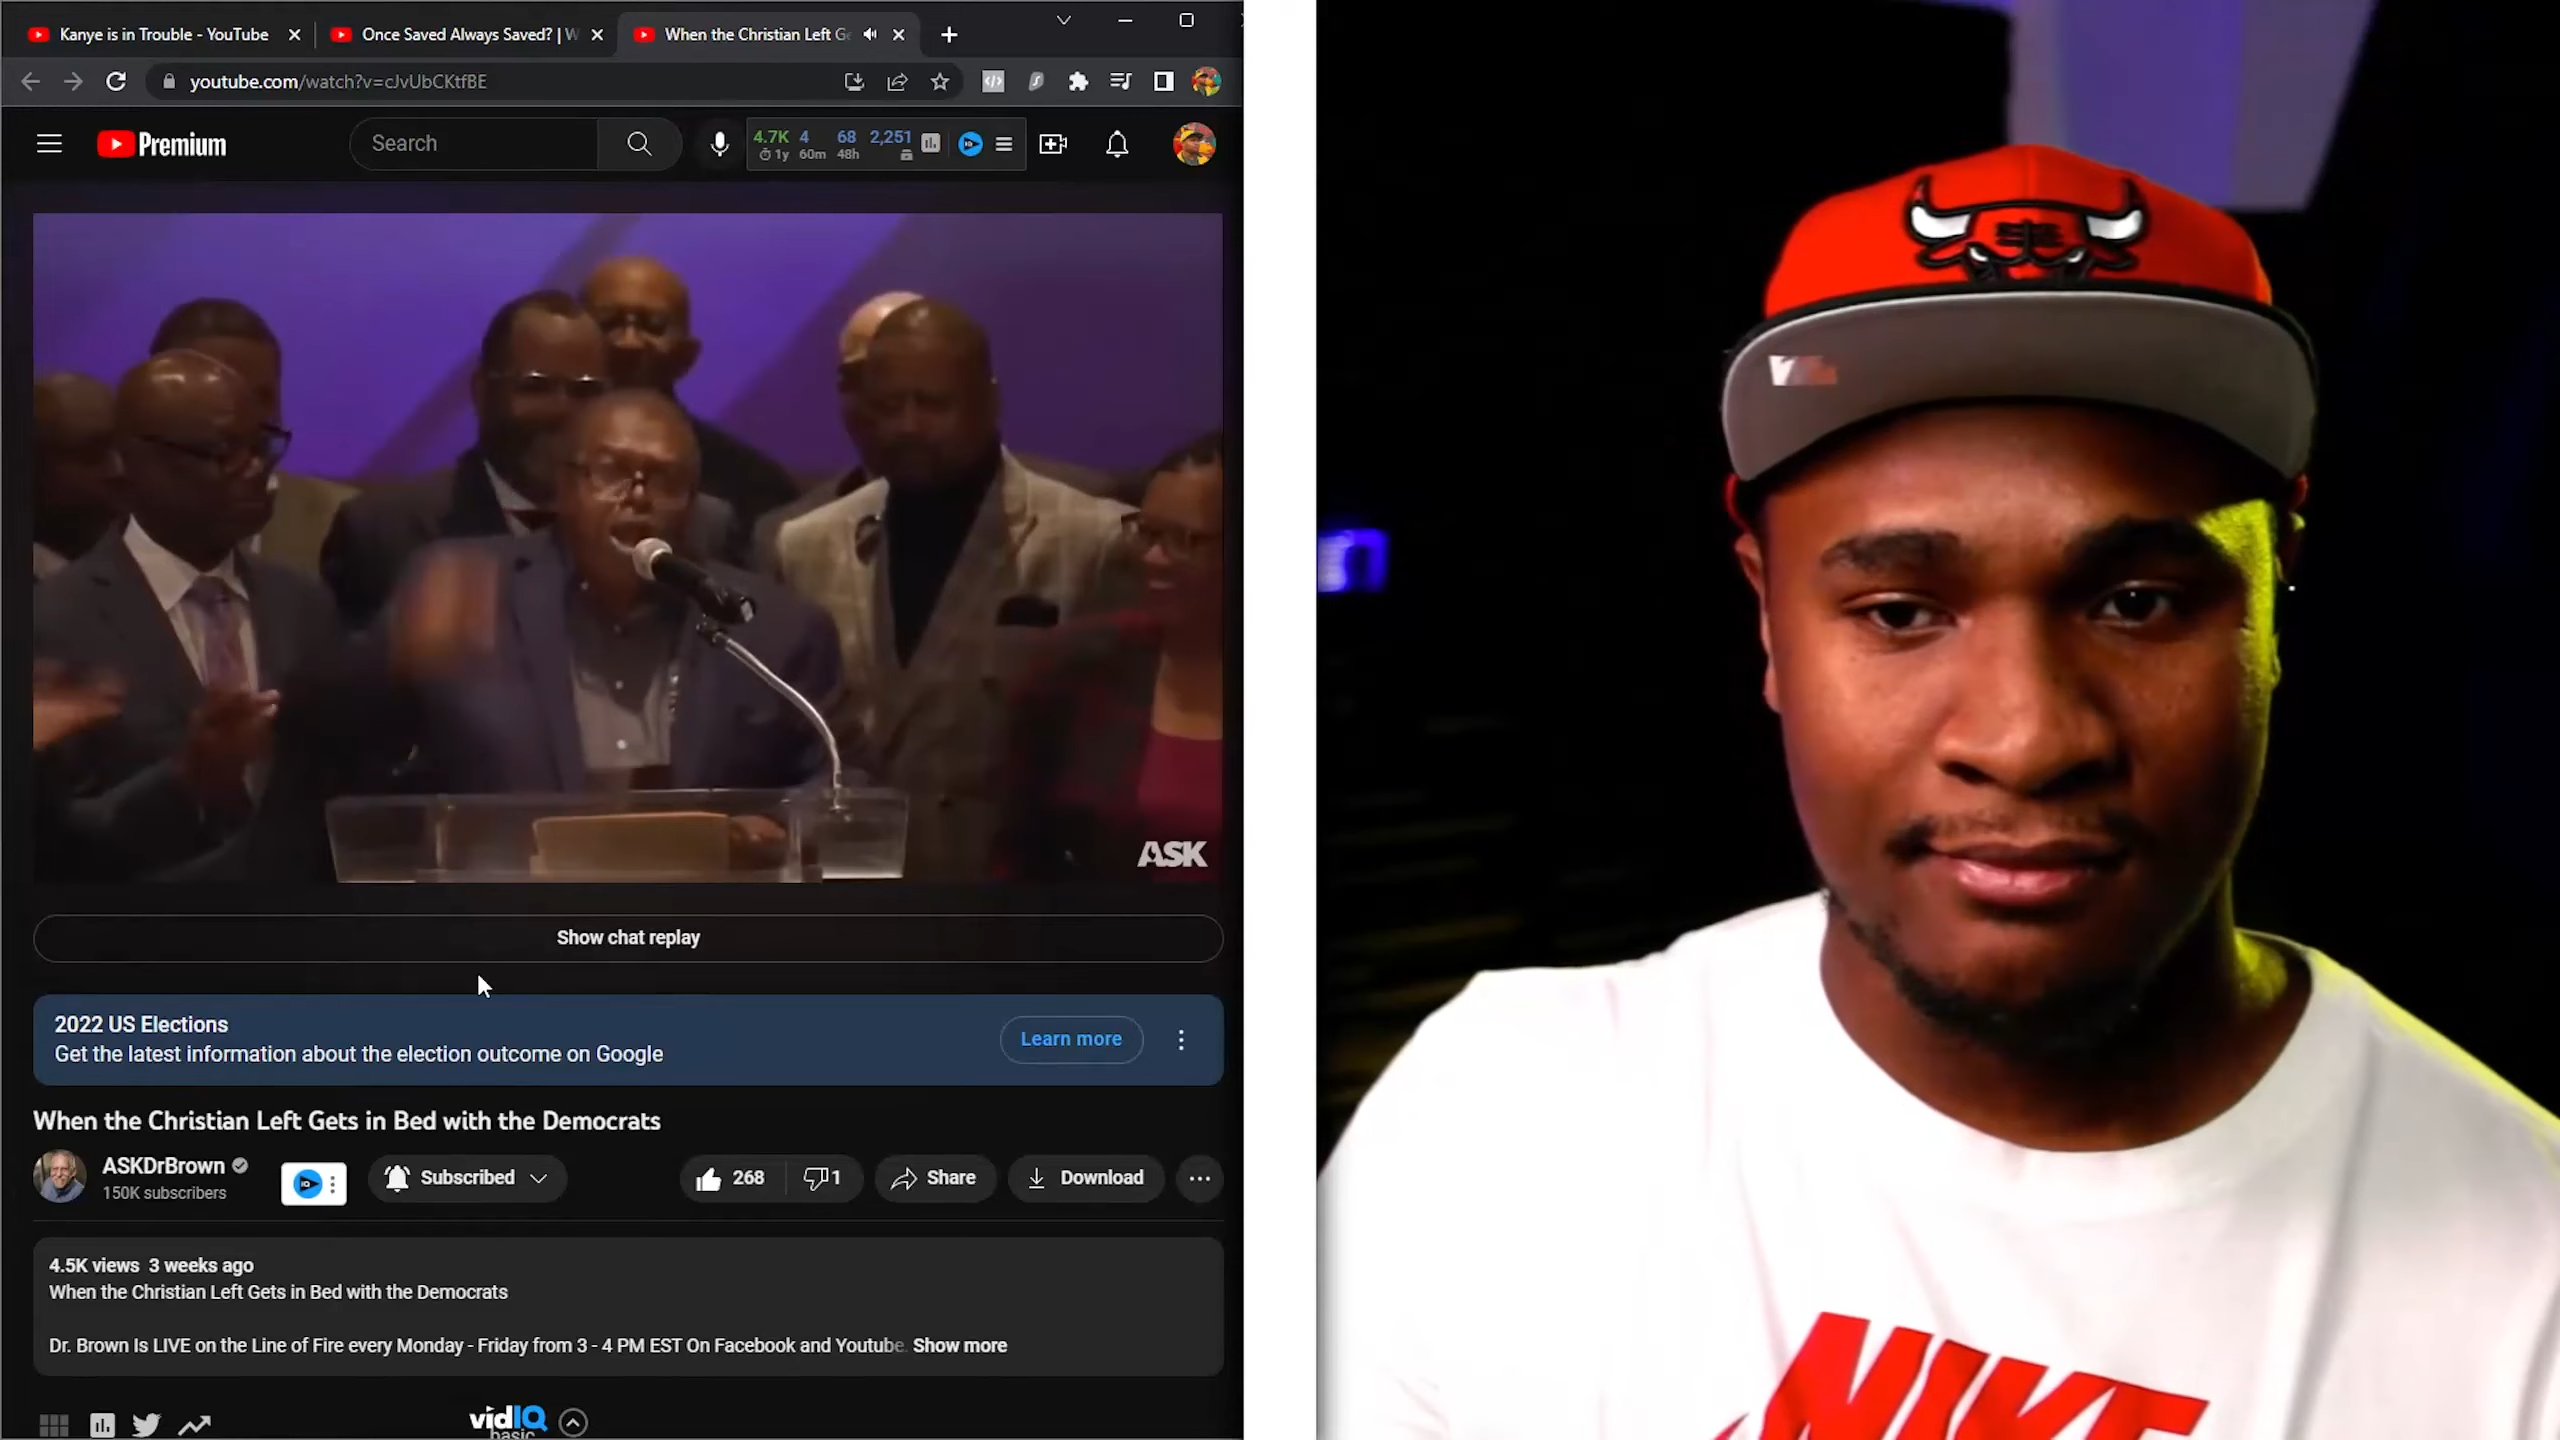 Kanye is in Trouble - YouTube
Once Saved Always Saved? | W
When the Christian Left Ge
youtube.com/watch?v=cJvUbCKtfBE
Premium
Search
4.7K 4 68 2,251
1y 60m 48h
ASK
Show chat replay
2022 US Elections
Get the latest information about the election outcome on Google
Learn more
When the Christian Left Gets in Bed with the Democrats
ASKDrBrown
150K subscribers
Subscribed
268
1
Share
Download
4.5K views 3 weeks ago
When the Christian Left Gets in Bed with the Democrats
Dr. Brown Is LIVE on the Line of Fire every Monday - Friday from 3 - 4 PM EST On Facebook and Youtube. Show more
vidIQ
basic
NIKE